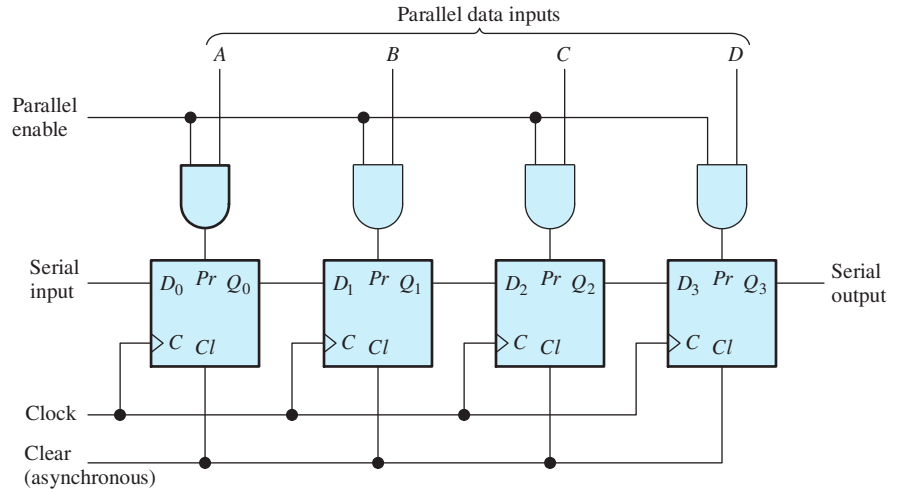 Parallel data inputs
A B C D
Parallel
enable
Serial
input
D0 Pr Q0 D1 Pr Q1 D2 Pr Q2 D3 Pr Q3
Serial
output
C Cl C Cl C Cl C Cl
Clock
Clear
(asynchronous)